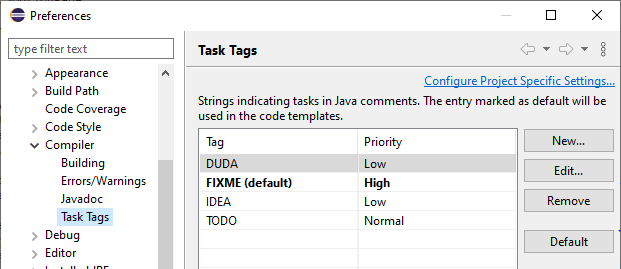 Preferences
type filter text
Appearance
Build Path
Code Coverage
Code Style
Compiler
Building
Errors/Warnings
Javadoc
Task Tags
Debug
Editor
Task Tags
Configure Project Specific Settings...
Strings indicating tasks in Java comments. The entry marked as default will be
used in the code templates.
Tag Priority
DUDA Low
FIXME (default) High
IDEA Low
TODO Normal
New...
Edit...
Remove
Default